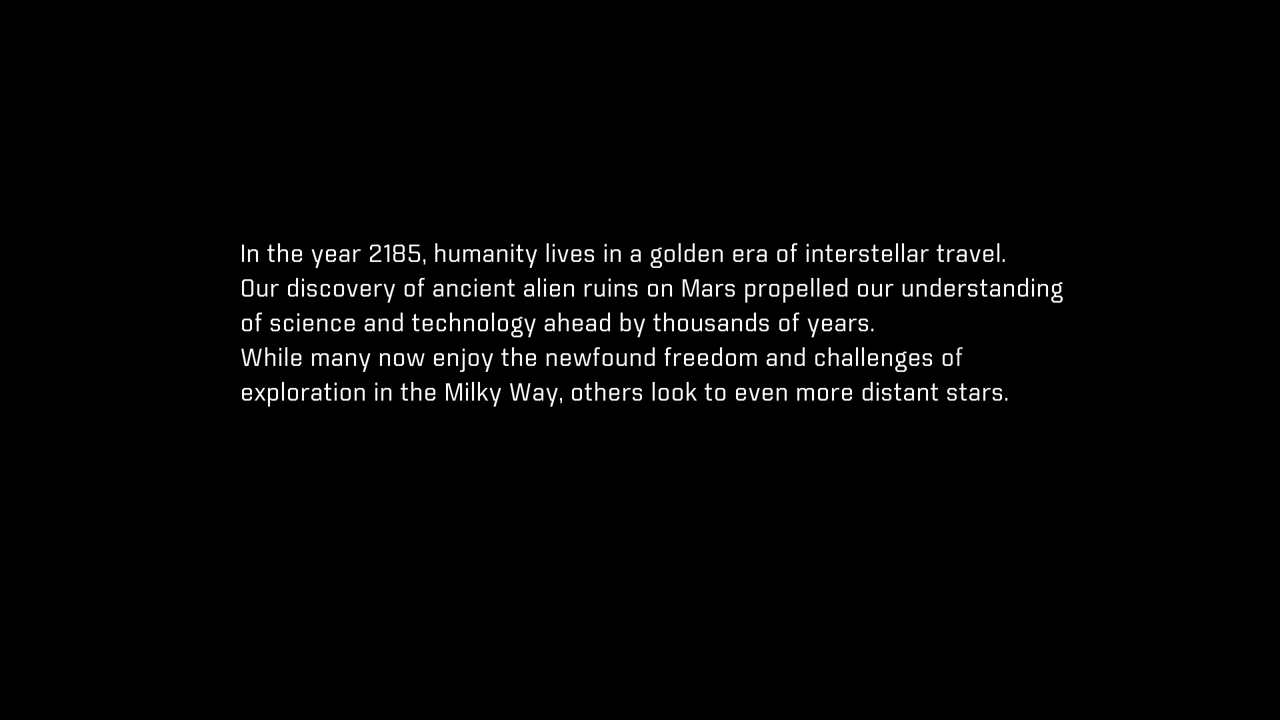 In the year 2185, humanity lives in a golden era of interstellar travel.
Our discovery of ancient alien ruins on Mars propelled our understanding
of science and technology ahead by thousands of years.
While many now enjoy the newfound freedom and challenges of
exploration in the Milky Way, others look to even more distant stars.